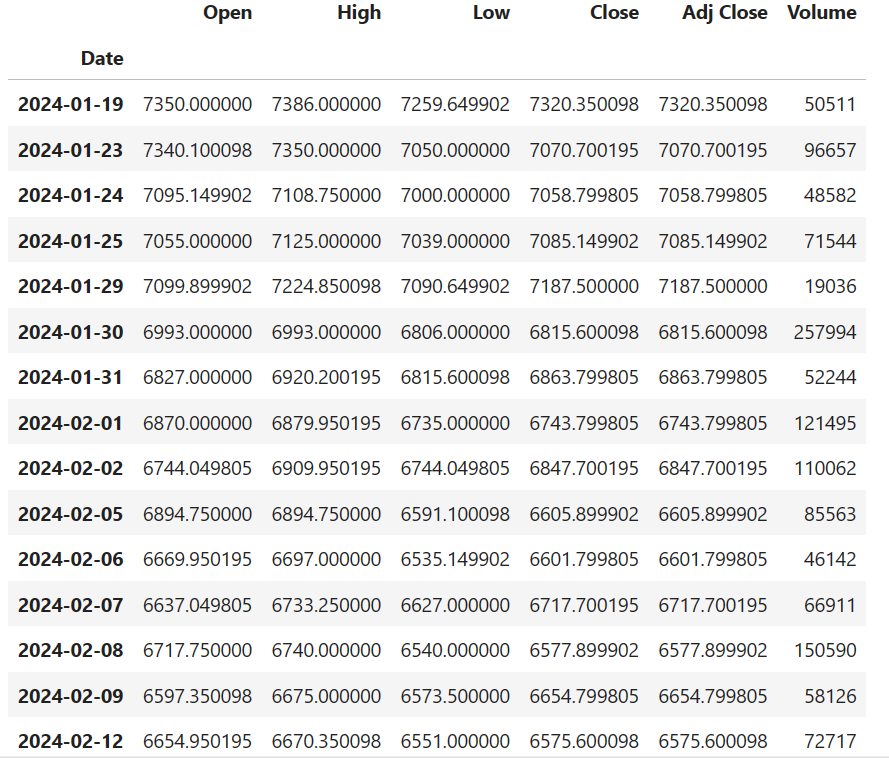 Open High Low Close Adj Close Volume
Date
2024-01-19 7350.000000 7386.000000 7259.649902 7320.350098 7320.350098 50511
2024-01-23 7340.100098 7350.000000 7050.000000 7070.700195 7070.700195 96657
2024-01-24 7095.149902 7108.750000 7000.000000 7058.799805 7058.799805 48582
2024-01-25 7055.000000 7125.000000 7039.000000 7085.149902 7085.149902 71544
2024-01-29 7099.899902 7224.850098 7090.649902 7187.500000 7187.500000 19036
2024-01-30 6993.000000 6993.000000 6806.000000 6815.600098 6815.600098 257994
2024-01-31 6827.000000 6920.200195 6815.600098 6863.799805 6863.799805 52244
2024-02-01 6870.000000 6879.950195 6735.000000 6743.799805 6743.799805 121495
2024-02-02 6744.049805 6909.950195 6744.049805 6847.700195 6847.700195 110062
2024-02-05 6894.750000 6894.750000 6591.100098 6605.899902 6605.899902 85563
2024-02-06 6669.950195 6697.000000 6535.149902 6601.799805 6601.799805 46142
2024-02-07 6637.049805 6733.250000 6627.000000 6717.700195 6717.700195 66911
2024-02-08 6717.750000 6740.000000 6540.000000 6577.899902 6577.899902 150590
2024-02-09 6597.350098 6675.000000 6573.500000 6654.799805 6654.799805 58126
2024-02-12 6654.950195 6670.350098 6551.000000 6575.600098 6575.600098 72717